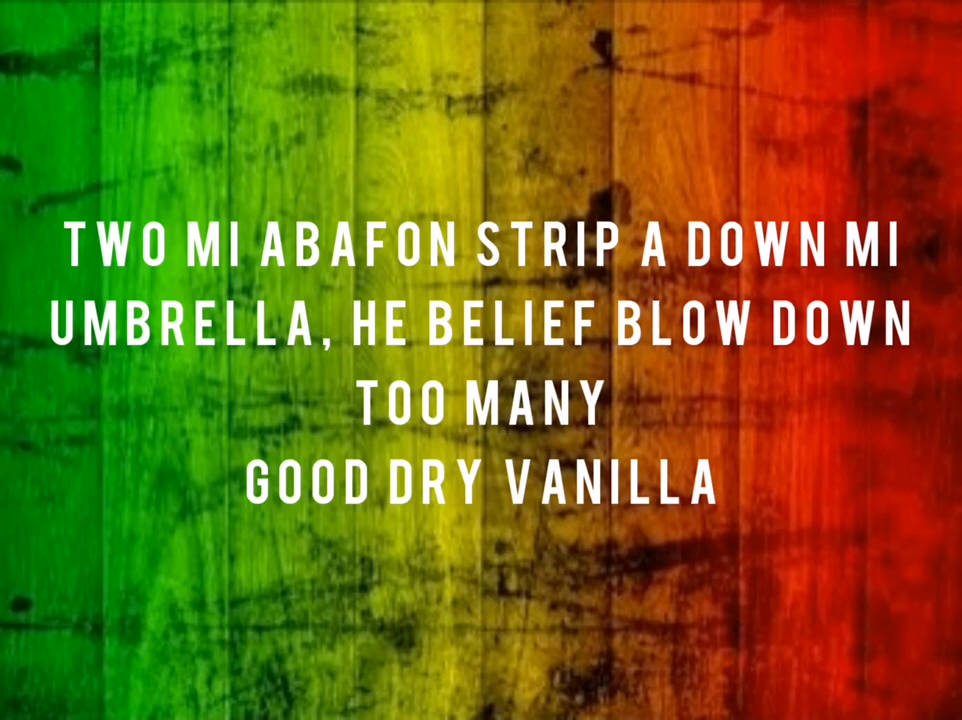 TWO MI ABAFON STRIP A DOWN MI
UMBRELLA, HE BELIEF BLOW DOWN
TOO MANY
GOOD DRY VANILLA